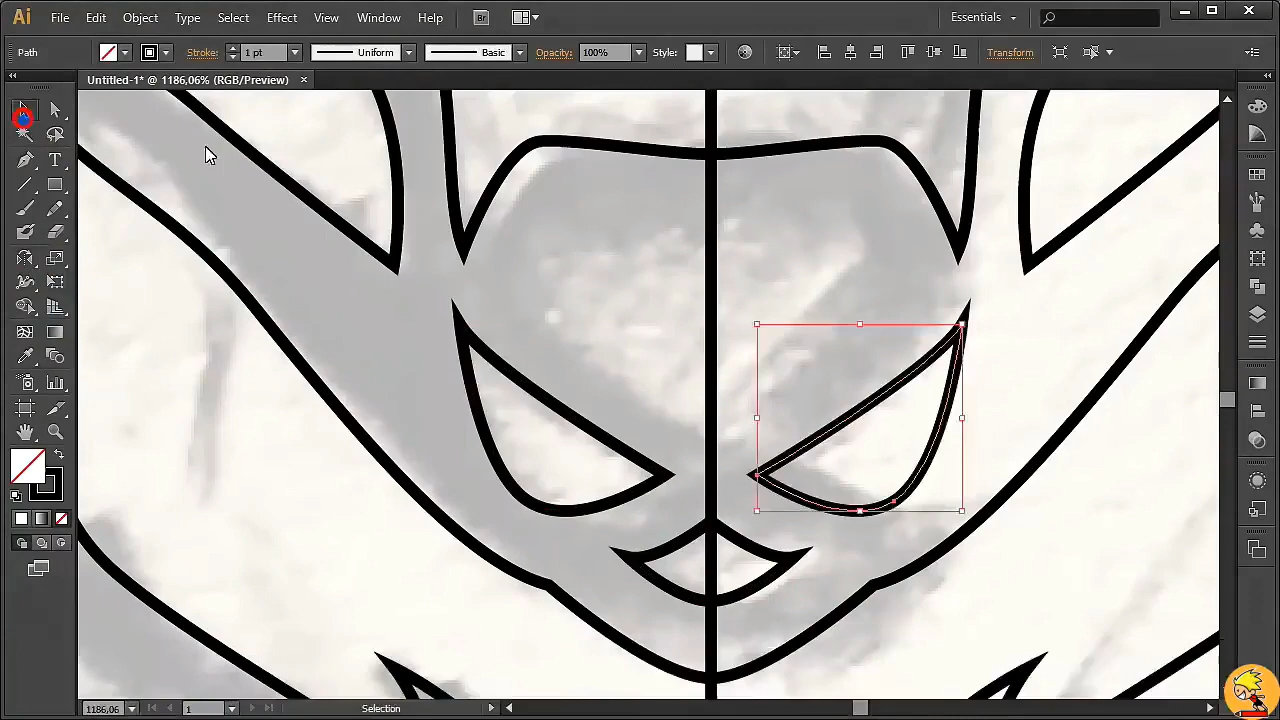 Ai File Edit Object Type Select Effect View Window Help Br Essentials
Path Stroke: 1 pt Uniform Basic Opacity: 100% Style: Transform
Untitled-1* @ 1186,06% (RGB/Preview) ×
T
1186,06 1 Selection